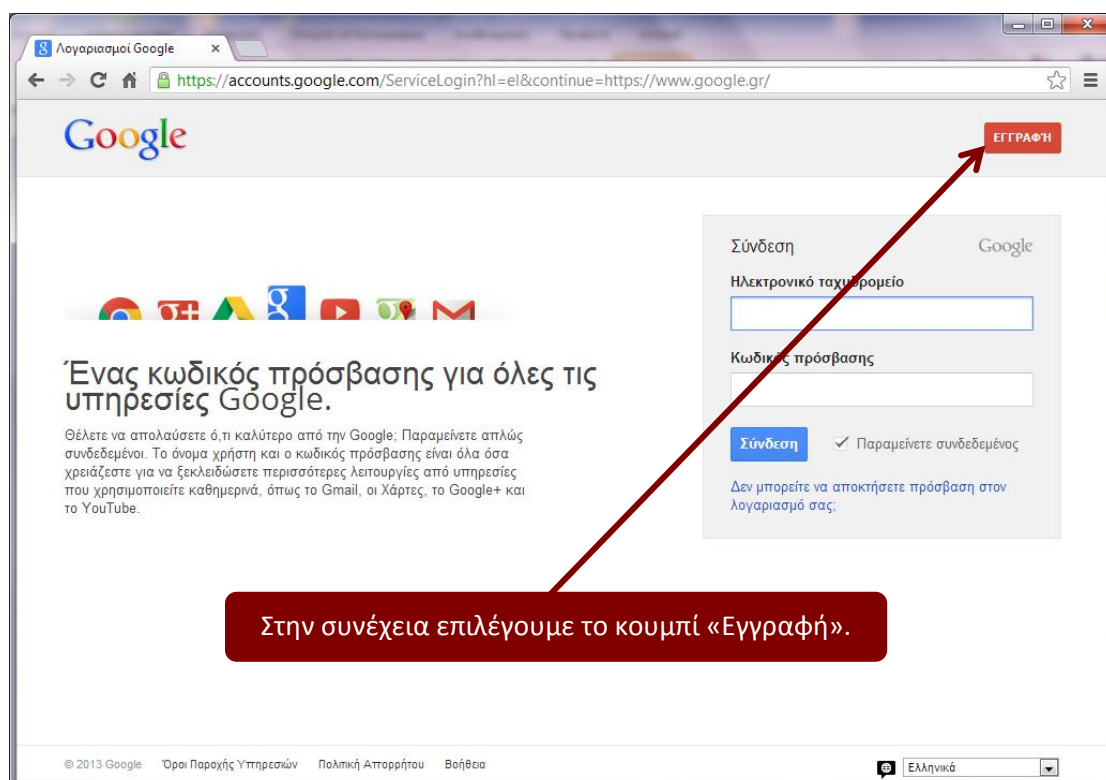 Λογαριασμοί Google
https://accounts.google.com/ServiceLogin?hl=el&continue=https://www.google.gr/
Google
ΕΓΓΡΑΦΉ
Σύνδεση Google
Ηλεκτρονικό ταχυδρομείο
Κωδικός πρόσβασης
Σύνδεση Παραμείνετε συνδεδεμένος
Δεν μπορείτε να αποκτήσετε πρόσβαση στον
λογαριασμό σας;
Ένας κωδικός πρόσβασης για όλες τις
υπηρεσίες Google.
Θέλετε να απολαύσετε ό,τι καλύτερο από την Google; Παραμείνετε απλώς
συνδεδεμένοι. Το όνομα χρήστη και ο κωδικός πρόσβασης είναι όλα όσα
χρειάζεστε για να ξεκλειδώσετε περισσότερες λειτουργίες από υπηρεσίες
που χρησιμοποιείτε καθημερινά, όπως το Gmail, οι Χάρτες, το Google+ και
το YouTube.
Στην συνέχεια επιλέγουμε το κουμπί «Εγγραφή».
© 2013 Google Όροι Παροχής Υπηρεσιών Πολιτική Απορρήτου Βοήθεια Ελληνικά